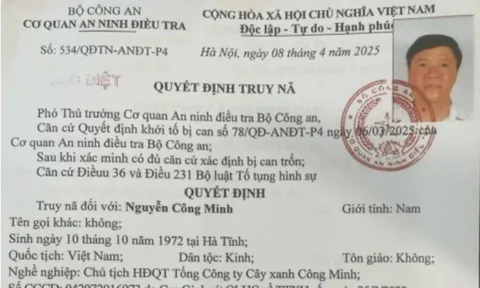 BỘ CÔNG AN
CƠ QUAN AN NINH ĐIỀU TRA
Số: 534/QĐTN-ANĐT-P4
CỘNG HÒA XÃ HỘI CHỦ NGHĨA VIỆT NAM
Độc lập - Tự do - Hạnh phúc
Hà Nội, ngày 08 tháng 4 năm 2025
QUYẾT ĐỊNH TRUY NÃ
Phó Thủ trưởng Cơ quan An ninh điều tra Bộ Công an,
Căn cứ Quyết định khởi tố bị can số 78/QĐ-ANĐT-P4 ngày 06/03/2025 của
Cơ quan An ninh điều tra Bộ Công an;
Sau khi xác minh có đủ căn cứ xác định bị can trốn;
Căn cứ Điều 36 và Điều 231 Bộ luật Tố tụng hình sự
QUYẾT ĐỊNH
Truy nã đối với: Nguyễn Công Minh Giới tính: Nam
Tên gọi khác: không;
Sinh ngày 10 tháng 10 năm 1972 tại Hà Tĩnh;
Quốc tịch: Việt Nam; Dân tộc: Kinh; Tôn giáo: Không;
Nghề nghiệp: Chủ tịch HĐQT Tổng Công ty Cây xanh Công Minh;